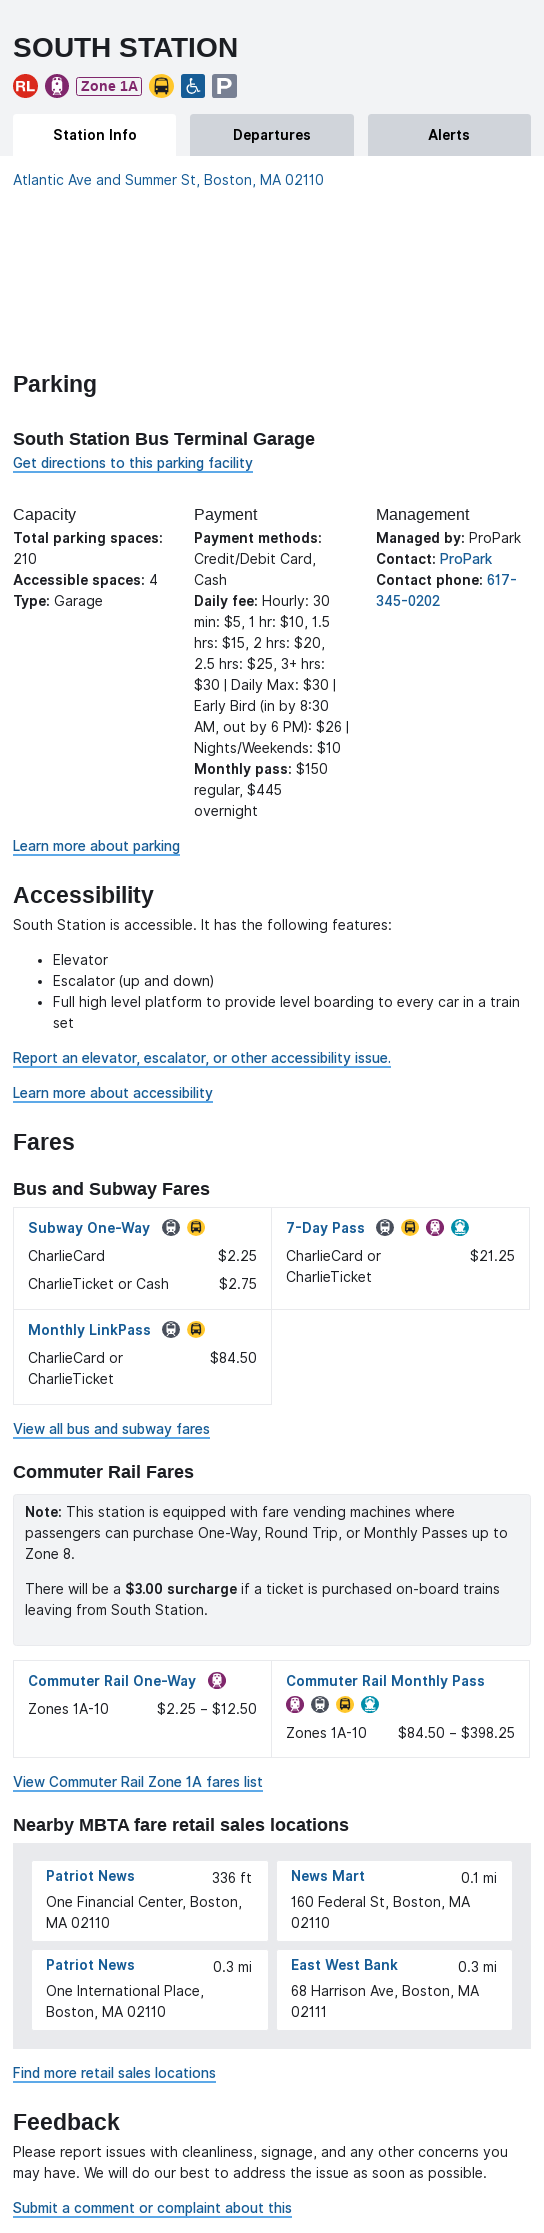 SOUTH STATION
RL Zone 1A P
Station Info
Departures
Alerts
Atlantic Ave and Summer St, Boston, MA 02110
Parking
South Station Bus Terminal Garage
Get directions to this parking facility
Capacity
Total parking spaces:
210
Accessible spaces: 4
Type: Garage
Payment
Payment methods:
Credit/Debit Card,
Cash
Daily fee: Hourly: 30
min: $5, 1 hr: $10, 1.5
hrs: $15, 2 hrs: $20,
2.5 hrs: $25, 3+ hrs:
$30 | Daily Max: $30 |
Early Bird (in by 8:30
AM, out by 6 PM): $26 |
Nights/Weekends: $10
Monthly pass: $150
regular, $445
overnight
Management
Managed by: ProPark
Contact: ProPark
Contact phone: 617-
345-0202
Learn more about parking
Accessibility
South Station is accessible. It has the following features:
• Elevator
• Escalator (up and down)
• Full high level platform to provide level boarding to every car in a train
set
Report an elevator, escalator, or other accessibility issue.
Learn more about accessibility
Fares
Bus and Subway Fares
Subway One-Way
CharlieCard $2.25
CharlieTicket or Cash $2.75
7-Day Pass
CharlieCard or $21.25
CharlieTicket
Monthly LinkPass
CharlieCard or $84.50
CharlieTicket
View all bus and subway fares
Commuter Rail Fares
Note: This station is equipped with fare vending machines where
passengers can purchase One-Way, Round Trip, or Monthly Passes up to
Zone 8.
There will be a $3.00 surcharge if a ticket is purchased on-board trains
leaving from South Station.
Commuter Rail One-Way
Zones 1A-10 $2.25 – $12.50
Commuter Rail Monthly Pass
Zones 1A-10 $84.50 – $398.25
View Commuter Rail Zone 1A fares list
Nearby MBTA fare retail sales locations
Patriot News 336 ft
One Financial Center, Boston,
MA 02110
News Mart 0.1 mi
160 Federal St, Boston, MA
02110
Patriot News 0.3 mi
One International Place,
Boston, MA 02110
East West Bank 0.3 mi
68 Harrison Ave, Boston, MA
02111
Find more retail sales locations
Feedback
Please report issues with cleanliness, signage, and any other concerns you
may have. We will do our best to address the issue as soon as possible.
Submit a comment or complaint about this